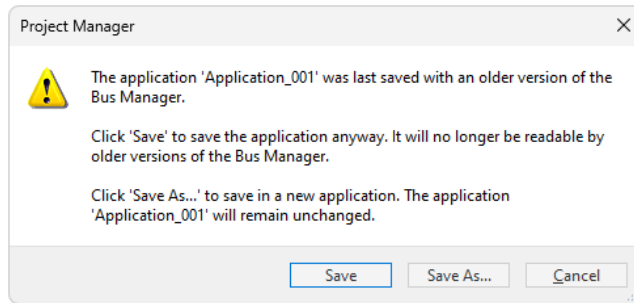 Project Manager
The application 'Application_001' was last saved with an older version of the
Bus Manager.
Click 'Save' to save the application anyway. It will no longer be readable by
older versions of the Bus Manager.
Click 'Save As...' to save in a new application. The application
'Application_001' will remain unchanged.
Save
Save As...
Cancel